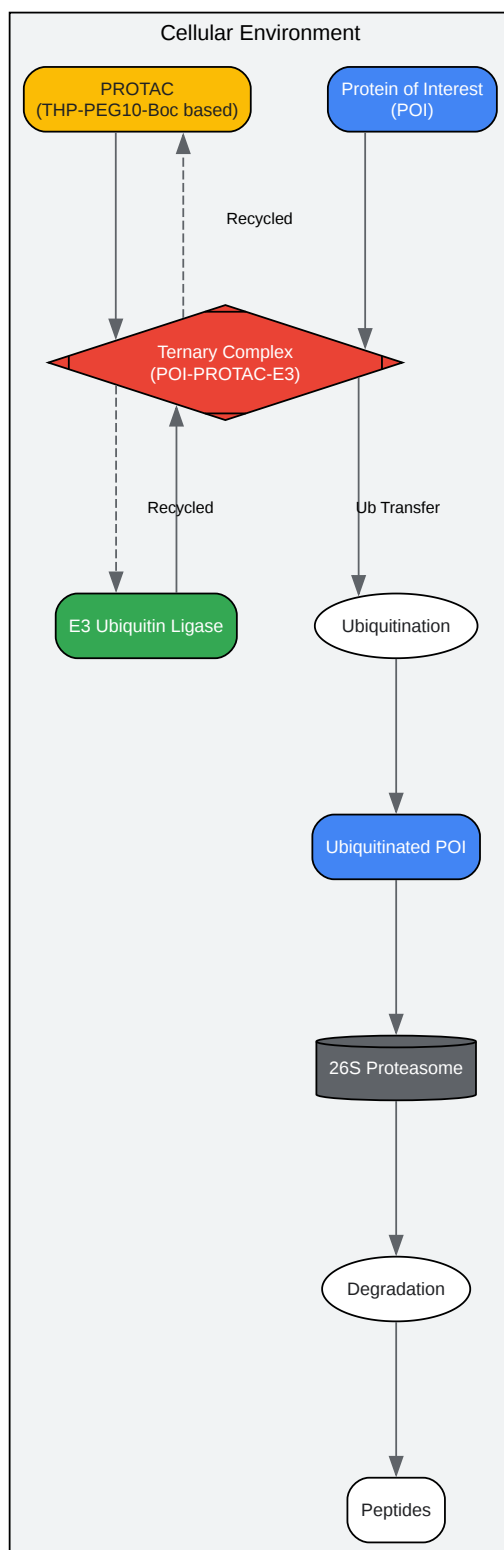 Cellular Environment
PROTAC
(THP-PEG10-Boc based)
Protein of Interest
(POI)
Recycled
Ternary Complex
(POI-PROTAC-E3)
Recycled
Ub Transfer
E3 Ubiquitin Ligase
Ubiquitination
Ubiquitinated POI
26S Proteasome
Degradation
Peptides